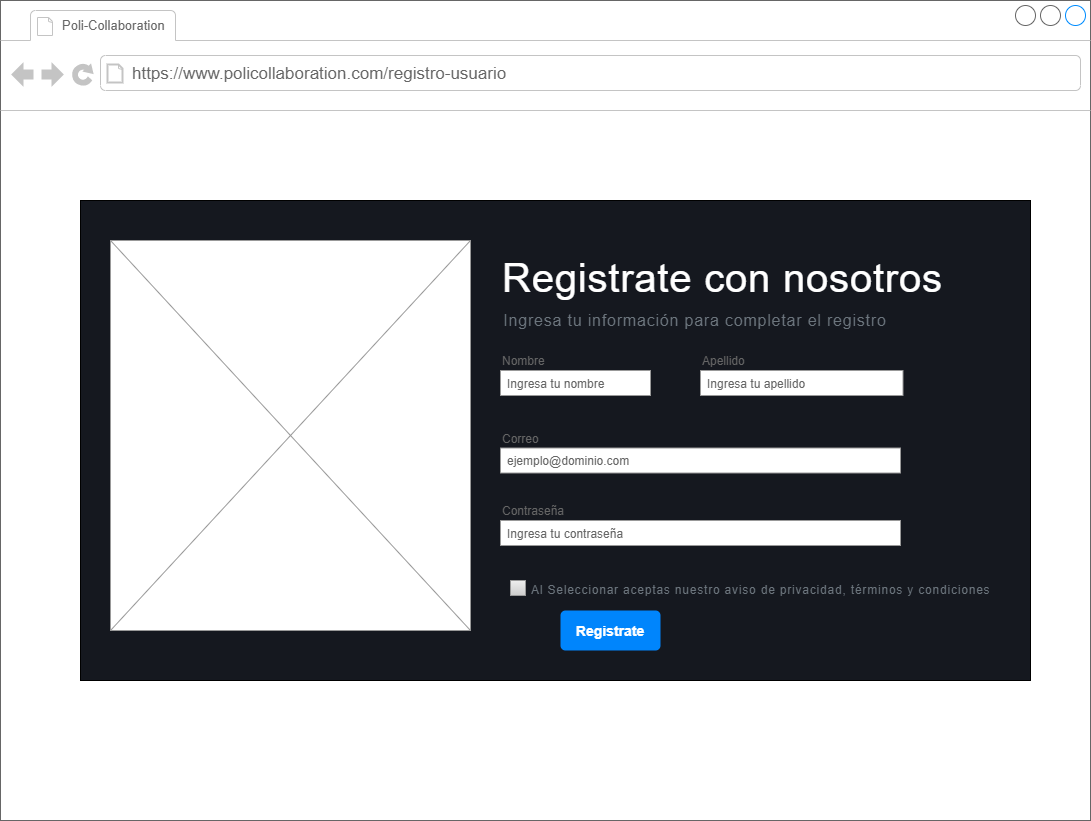 Poli-Collaboration
https://www.policollaboration.com/registro-usuario
Registrate con nosotros
Ingresa tu información para completar el registro
Nombre Apellido
Ingresa tu nombre Ingresa tu apellido
Correo
ejemplo@dominio.com
Contraseña
Ingresa tu contraseña
Al Seleccionar aceptas nuestro aviso de privacidad, términos y condiciones
Registrate